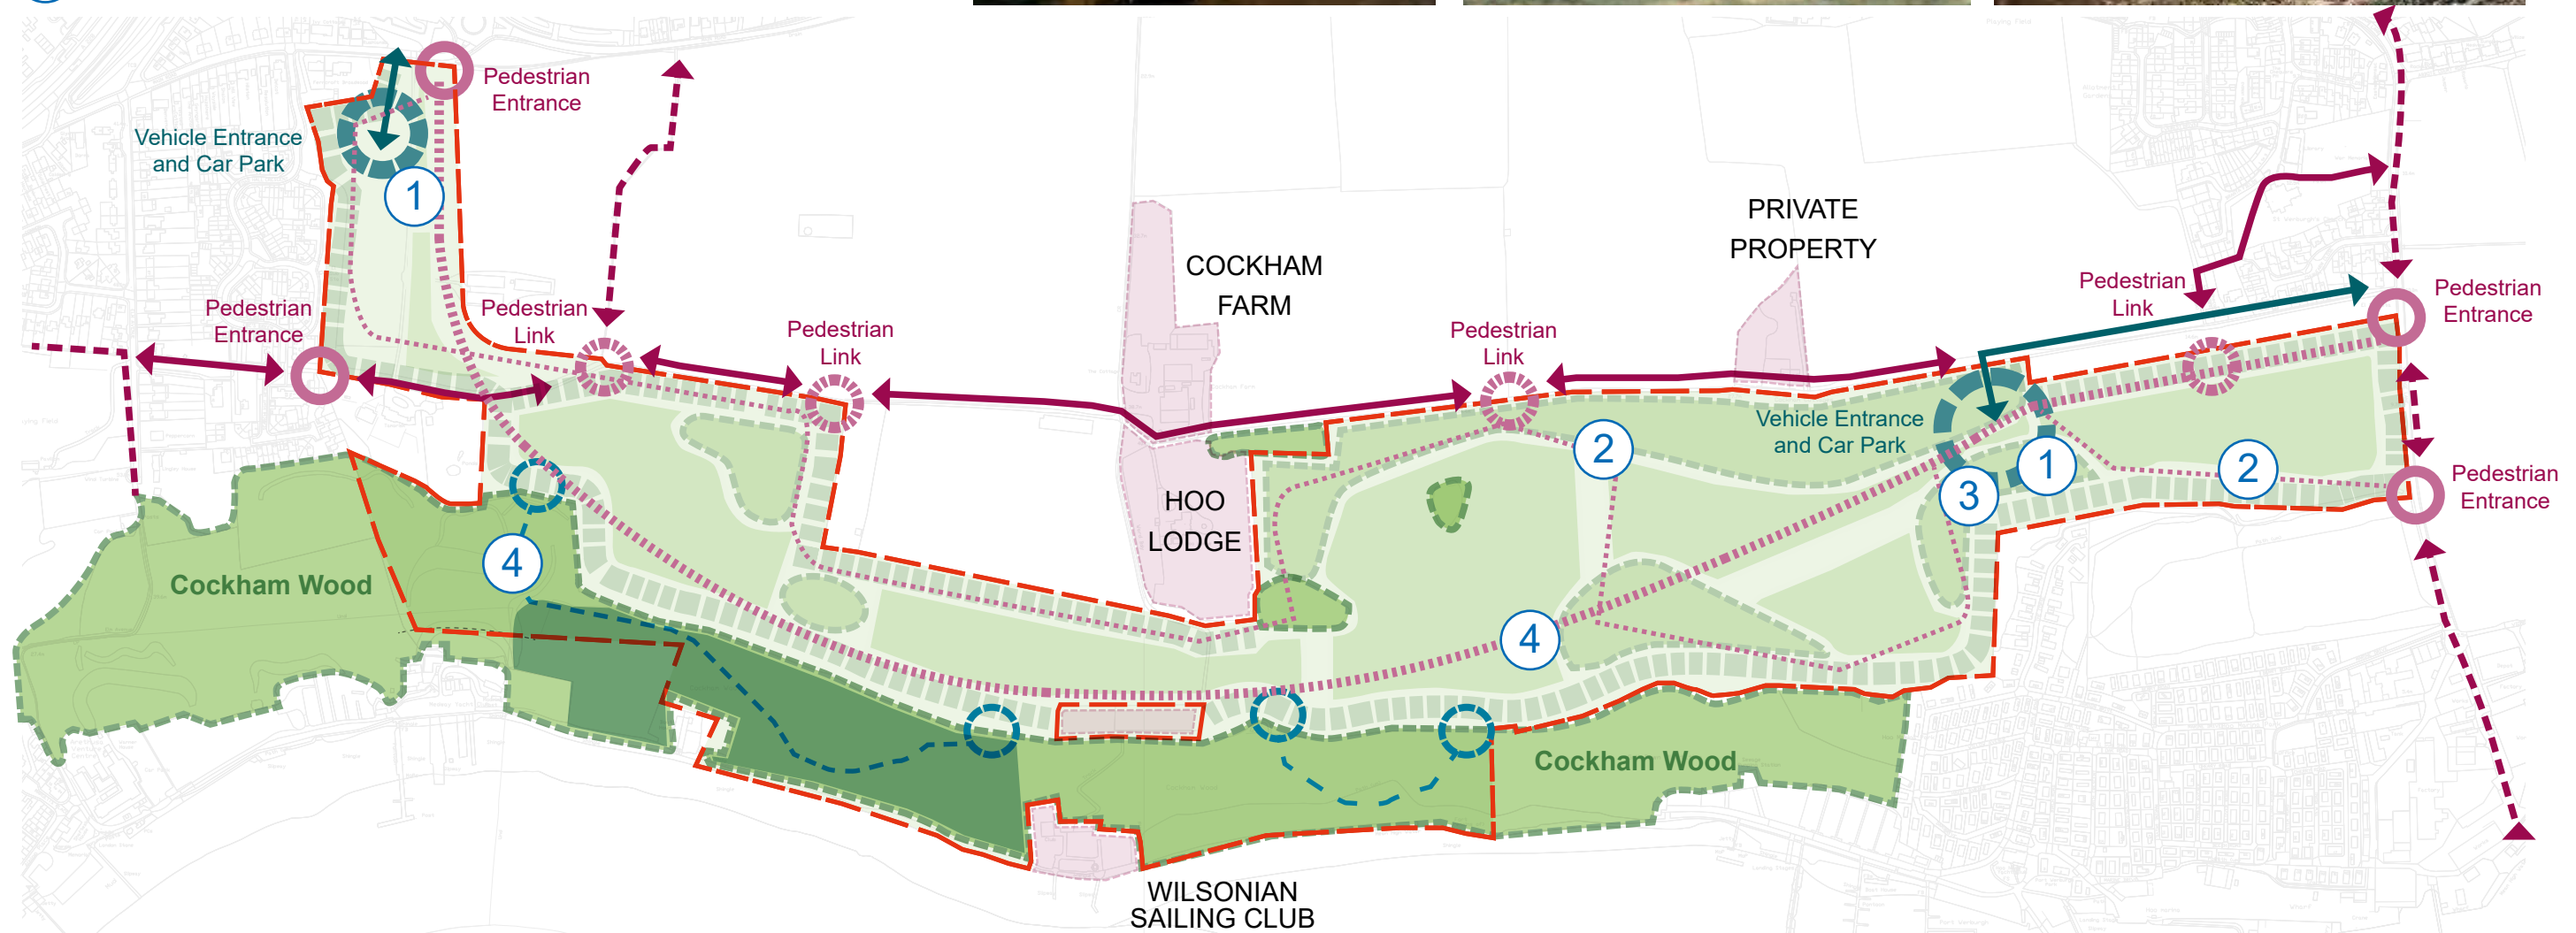 Pedestrian
Entrance
Vehicle Entrance
and Car Park
1
PRIVATE
PROPERTY
COCKHAM
FARM
Pedestrian
Entrance
Pedestrian
Link
Pedestrian
Link
Pedestrian
Link
Pedestrian
Link
Pedestrian
Entrance
Vehicle Entrance
and Car Park
2
1
2
3
Pedestrian
Entrance
HOO
LODGE
4
Cockham Wood
4
Cockham Wood
WILSONIAN
SAILING CLUB